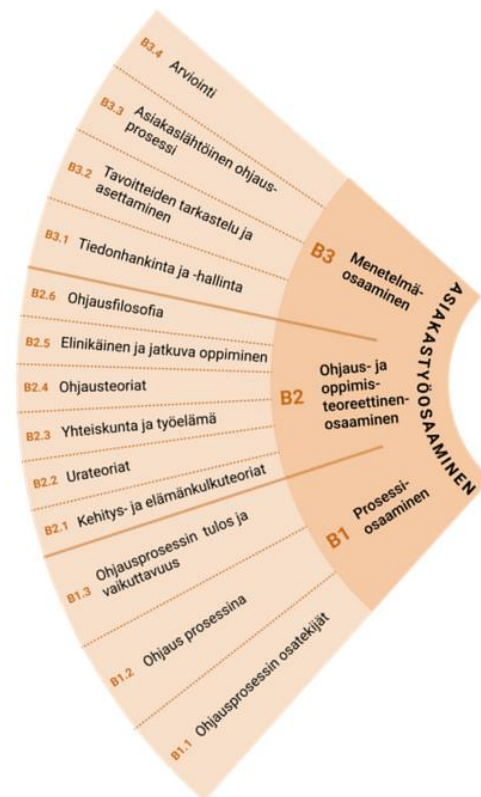 B3.4 Arviointi
B3.3 Asiakaslähtöinen ohjaus-
prosessi
B3.2 Tavoitteiden tarkastelu ja
asettaminen
B3.1 Tiedonhankinta ja -hallinta
B3 Menetelmä-
osaaminen
B2.6 Ohjausfilosofia
B2.5 Elinikäinen ja jatkuva oppiminen
B2.4 Ohjausteoriat
B2.3 Yhteiskunta ja työelämä
B2.2 Urateoriat
B2.1 Kehitys- ja elämänkulkuteoriat
B2 Ohjaus- ja
oppimis-
teoreettinen-
osaaminen
B1.3 Ohjausprosessin tulos ja
vaikuttavuus
B1.2 Ohjaus prosessina
B1.1 Ohjausprosessin osatekijät
B1 Prosessi-
osaaminen
ASIAKASTYÖOSAAMINEN